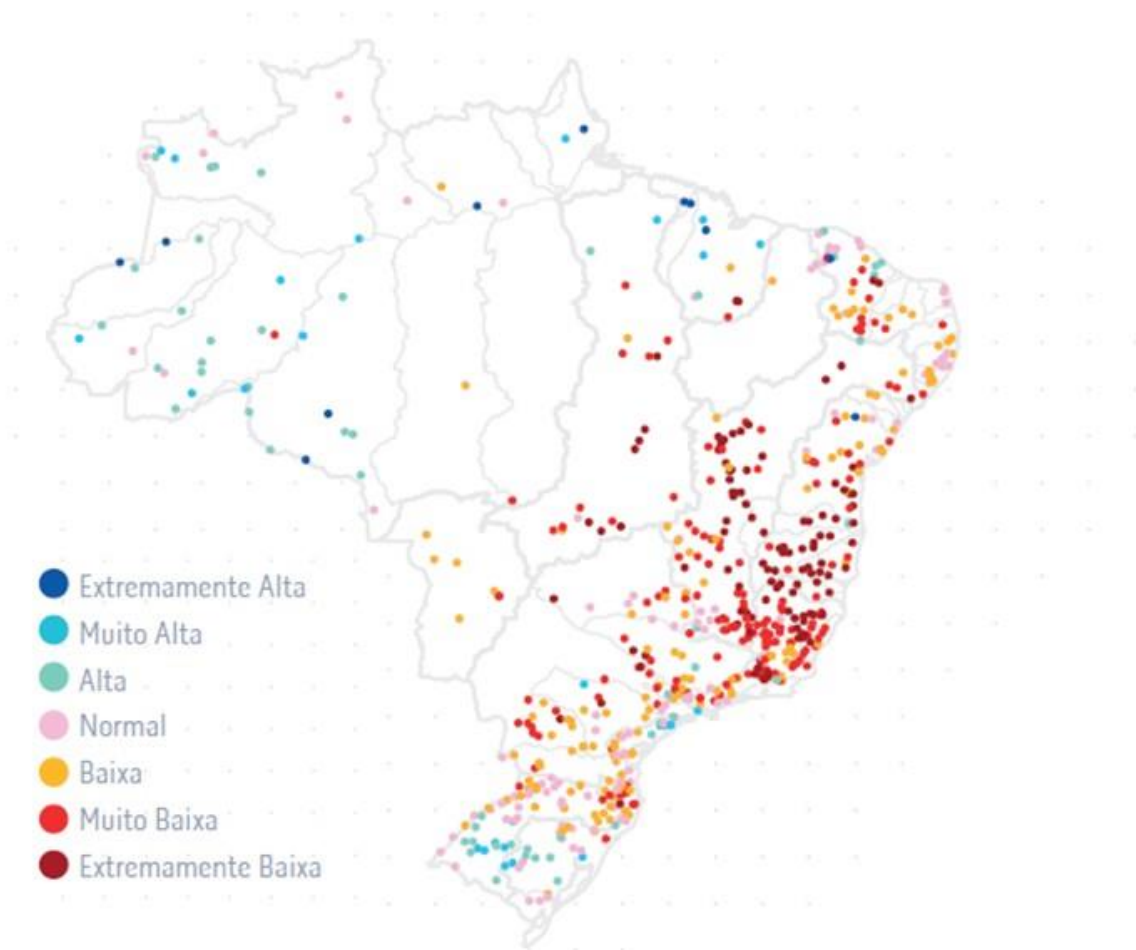 Extremamente Alta
Muito Alta
Alta
Normal
Baixa
Muito Baixa
Extremamente Baixa